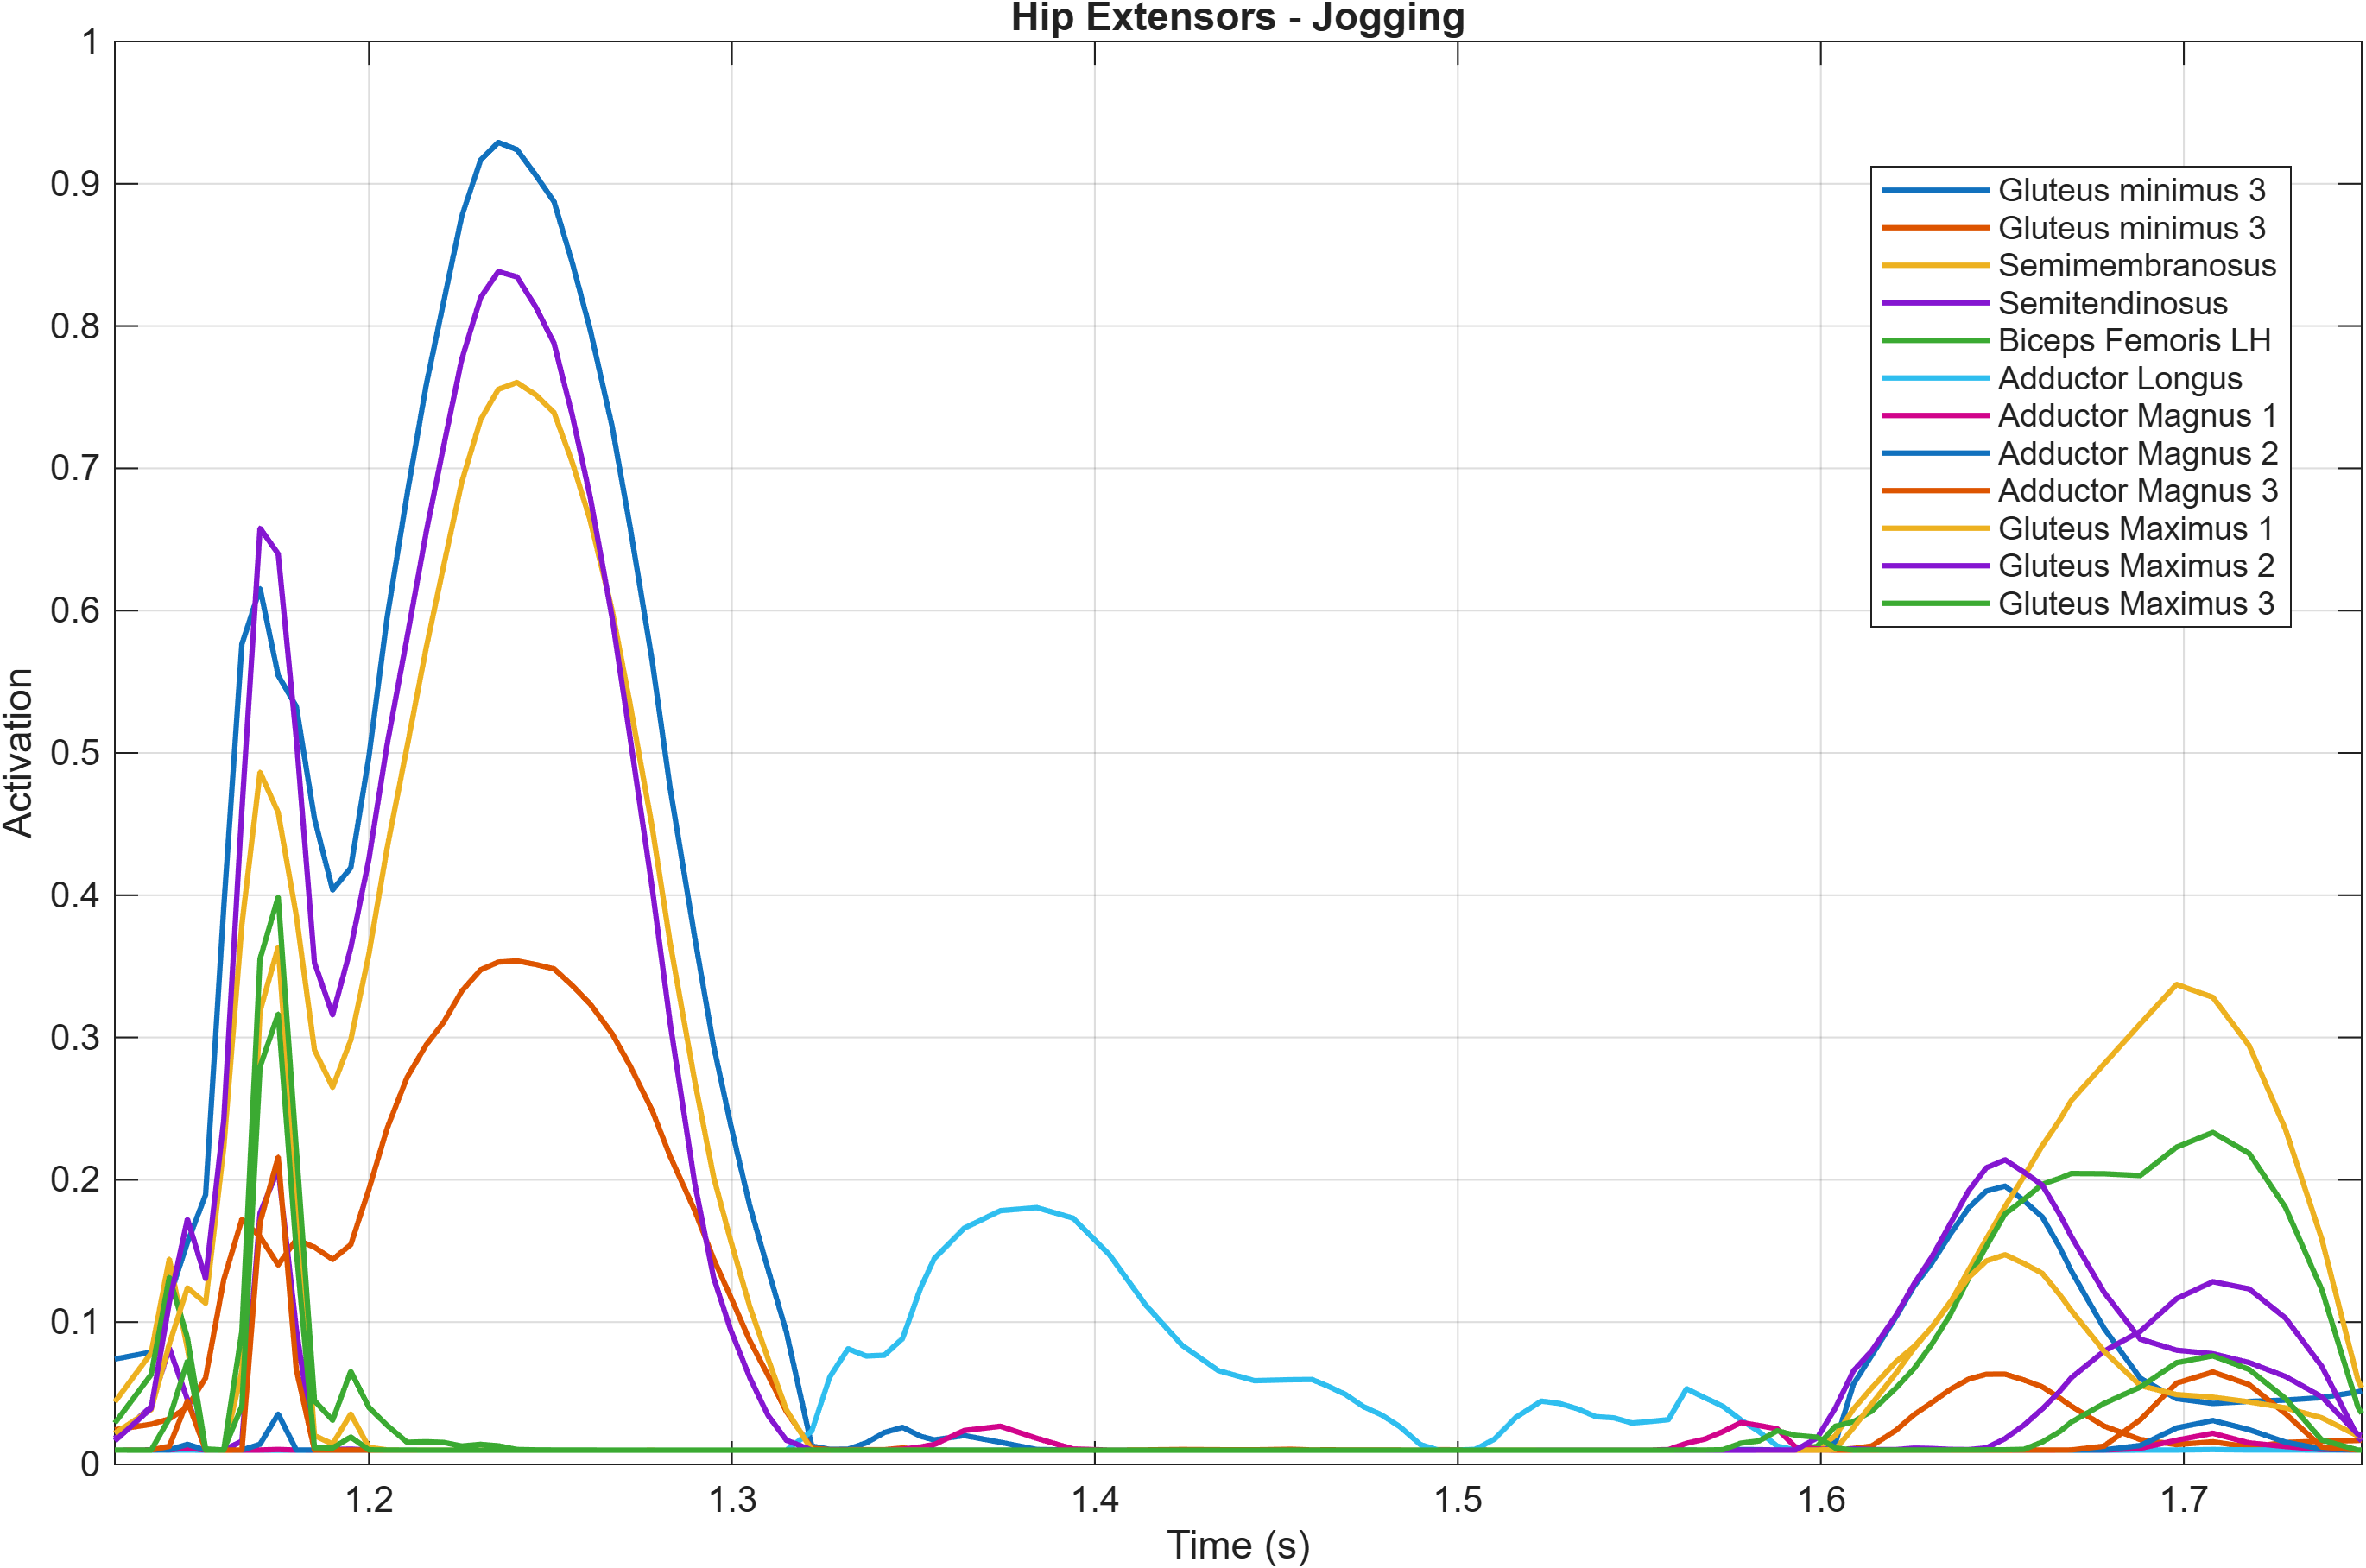 Hip Extensors - Jogging
1
0.9
0.8
0.7
0.6
0.5
0.4
0.3
0.2
0.1
0
Activation
Gluteus minimus 3
Gluteus minimus 3
Semimembranosus
Semitendinosus
Biceps Femoris LH
Adductor Longus
Adductor Magnus 1
Adductor Magnus 2
Adductor Magnus 3
Gluteus Maximus 1
Gluteus Maximus 2
Gluteus Maximus 3
1.2 1.3 1.4 1.5 1.6 1.7
Time (s)